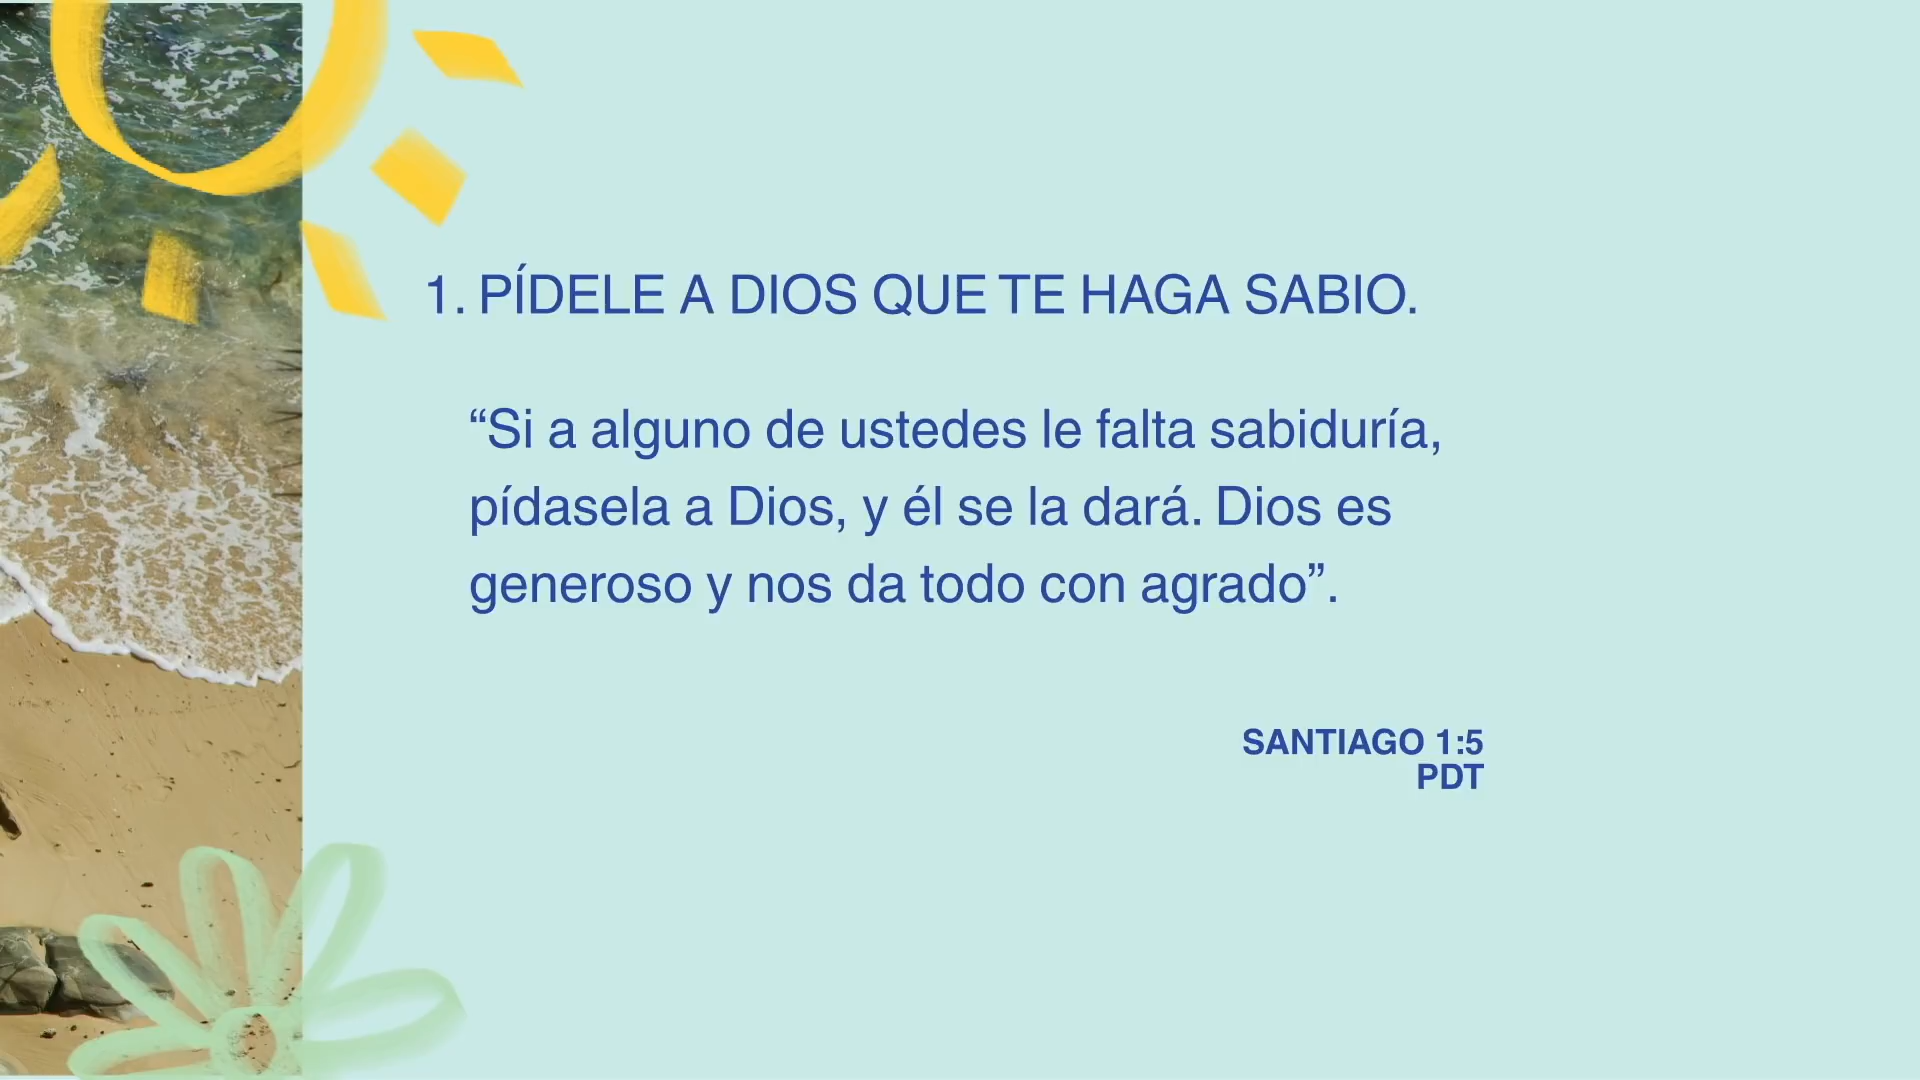 1. PÍDELE A DIOS QUE TE HAGA SABIO.
“Si a alguno de ustedes le falta sabiduría,
pídasela a Dios, y él se la dará. Dios es
generoso y nos da todo con agrado”.
SANTIAGO 1:5
PDT